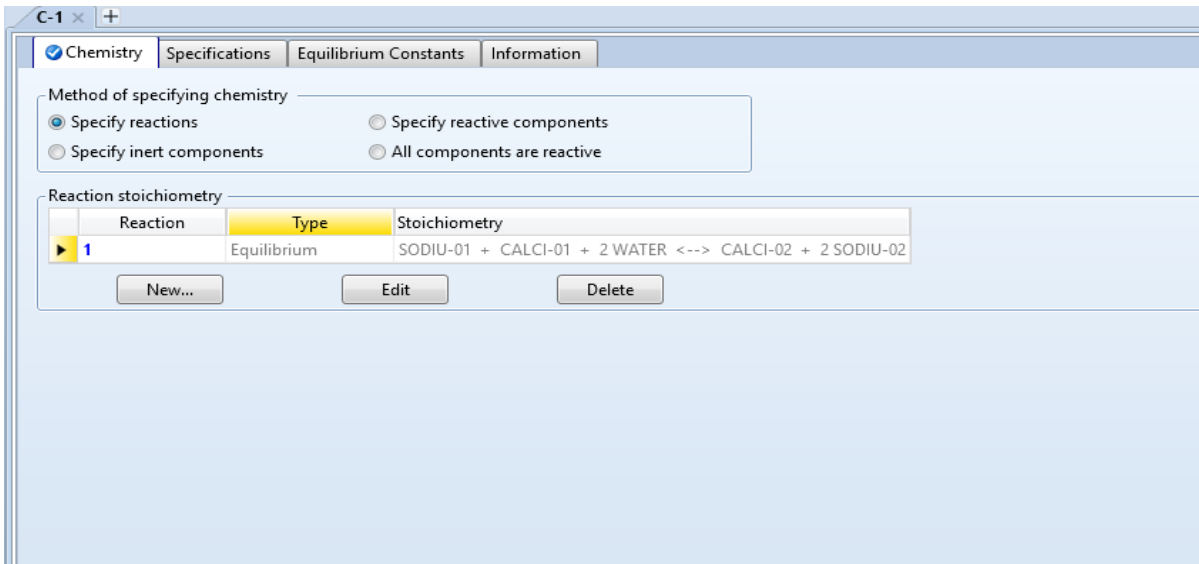 C-1 × +
Chemistry Specifications Equilibrium Constants Information
Method of specifying chemistry
Specify reactions Specify reactive components
Specify inert components All components are reactive
Reaction stoichiometry
Reaction Type Stoichiometry
1 Equilibrium SODIU-01 + CALCI-01 + 2 WATER <--> CALCI-02 + 2 SODIU-02
New... Edit Delete